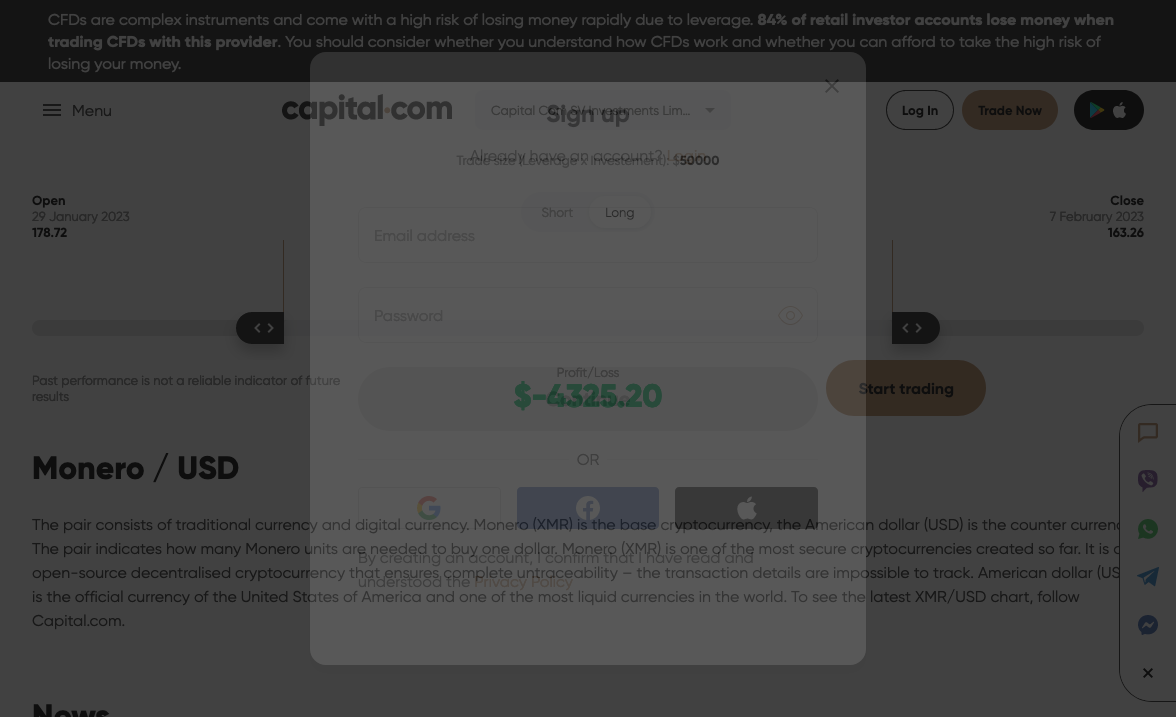 CFDs are complex instruments and come with a high risk of losing money rapidly due to leverage. 84% of retail investor accounts lose money when
trading CFDs with this provider. You should consider whether you understand how CFDs work and whether you can afford to take the high risk of
losing your money.
Menu
capital.com
Capital Com SV Investments Lim...
Log In
Trade Now
Sign up
Already have an account? Login
Trade size (Leverage x Investement): $50000
Open
29 January 2023
178.72
Close
7 February 2023
163.26
Short
Long
Email address
Password
Profit/Loss
$-4325.20
Past performance is not a reliable indicator of future
results
Start trading
OR
Monero / USD
The pair consists of traditional currency and digital currency. Monero (XMR) is the base cryptocurrency, the American dollar (USD) is the counter currenc
The pair indicates how many Monero units are needed to buy one dollar. Monero (XMR) is one of the most secure cryptocurrencies created so far. It is
open-source decentralised cryptocurrency that ensures complete untraceability – the transaction details are impossible to track. American dollar (US
is the official currency of the United States of America and one of the most liquid currencies in the world. To see the latest XMR/USD chart, follow
Capital.com.
By creating an account, I confirm that I have read and
understood the Privacy Policy
News